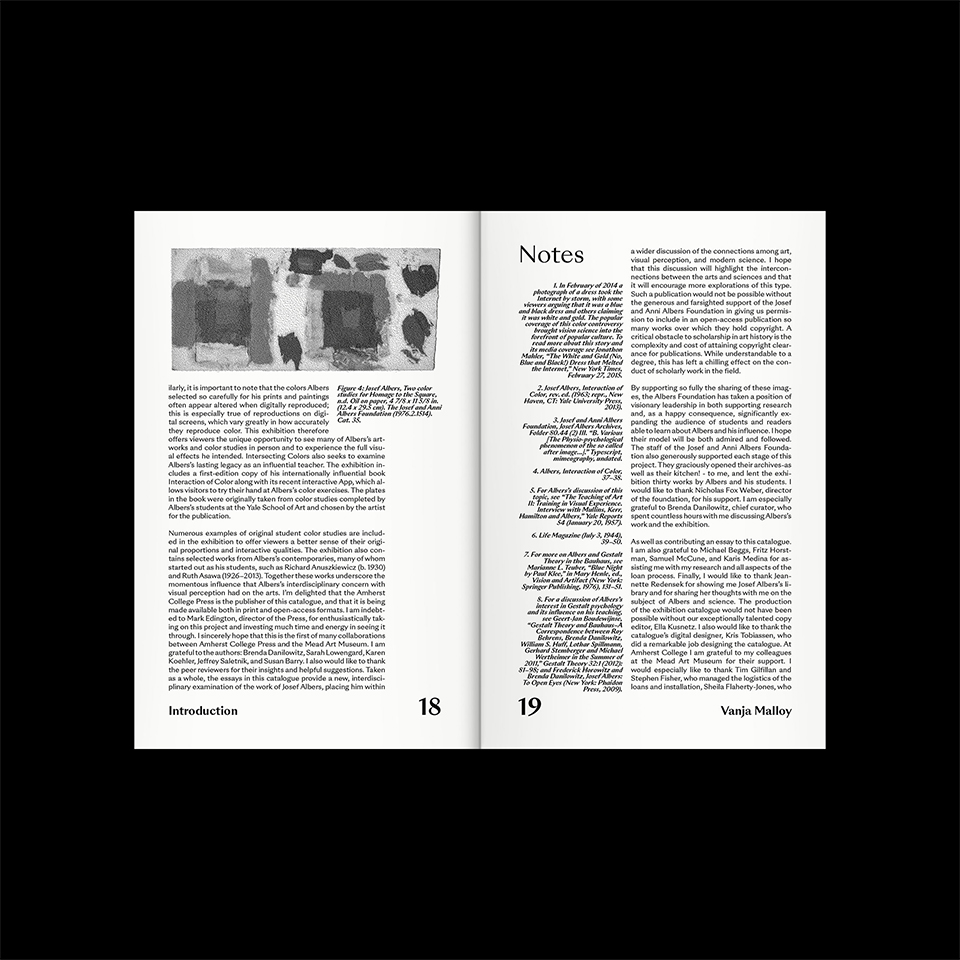 ilarly, it is important to note that the colors Albers
selected so carefully for his prints and paintings
often appear altered when digitally reproduced;
this is especially true of reproductions on digi-
tal screens, which vary greatly in how accurately
they reproduce color. This exhibition therefore
offers viewers the unique opportunity to see many of Albers's art-
works and color studies in person and to experience the full visu-
al effects he intended. Intersecting Colors also seeks to examine
Albers's lasting legacy as an influential teacher. The exhibition in-
cludes a first-edition copy of his internationally influential book
Interaction of Color along with its recent interactive App, which al-
lows visitors to try their hand at Albers's color exercises. The plates
in the book were originally taken from color studies completed by
Albers's students at the Yale School of Art and chosen by the artist
for the publication.
Numerous examples of original student color studies are includ-
ed in the exhibition to offer viewers a better sense of their origi-
nal proportions and interactive qualities. The exhibition also con-
tains selected works from Albers's contemporaries, many of whom
started out as his students, such as Richard Anuszkiewicz (b. 1930)
and Ruth Asawa (1926–2013). Together these works underscore the
momentous influence that Albers's interdisciplinary concern with
visual perception had on the arts. I'm delighted that the Amherst
College Press is the publisher of this catalogue, and that it is being
made available both in print and open-access formats. I am indebt-
ed to Mark Edington, director of the Press, for enthusiastically tak-
ing on this project and investing much time and energy in seeing it
through. I sincerely hope that this is the first of many collaborations
between Amherst College Press and the Mead Art Museum. I am
grateful to the authors: Brenda Danilowitz, Sarah Lowengard, Karen
Koehler, Jeffrey Saletnik, and Susan Barry. I also would like to thank
the peer reviewers for their insights and helpful suggestions. Taken
as a whole, the essays in this catalogue provide a new, interdisci-
plinary examination of the work of Josef Albers, placing him within
Figure 4: Josef Albers, Two color
studies for Homage to the Square,
n.d. Oil on paper, 4 7/8 x 11 5/8 in.
(12.4 x 29.5 cm). The Josef and Anni
Albers Foundation (1976.2.1514).
Cat. 35.
Introduction
18
Notes
1. In February of 2014 a
photograph of a dress took the
Internet by storm, with some
viewers arguing that it was a blue
and black dress and others claiming
it was white and gold. The popular
coverage of this color controversy
brought vision science into the
forefront of popular culture. To
read more about this story and
its media coverage see Jonathon
Mahler, "The White and Gold (No,
Blue and Black!) Dress that Melted
the Internet," New York Times,
February 27, 2015.
2. Josef Albers, Interaction of
Color, rev. ed. (1963; repr., New
Haven, CT: Yale University Press,
2013).
3. Josef and Anni Albers
Foundation, Josef Albers Archives,
Folder 80.44 (2) III. "B. Various
[The Physio-psychological
phenomenon of the so called
after image...]." Typescript,
mimeography, undated.
4. Albers, Interaction of Color,
37–38.
5. For Albers's discussion of this
topic, see "The Teaching of Art
II: Training in Visual Experience.
Interview with Mullins, Kerr,
Hamilton and Albers," Yale Reports
54 (January 20, 1957).
6. Life Magazine (July 3, 1944),
39–50.
7. For more on Albers and Gestalt
Theory in the Bauhaus, see
Marianne L. Teuber, "Blue Night
by Paul Klee," in Mary Henle, ed.,
Vision and Artifact (New York:
Springer Publishing, 1976), 131–51.
8. For a discussion of Albers's
interest in Gestalt psychology
and its influence on his teaching,
see Geert-Jan Boudewijnse,
"Gestalt Theory and Bauhaus–A
Correspondence between Roy
Behrens, Brenda Danilowitz,
William S. Huff, Lothar Spillmann,
Gerhard Stemberger and Michael
Wertheimer in the Summer of
2011," Gestalt Theory 32:1 (2012):
81–98; and Frederick Horowitz and
Brenda Danilowitz, Josef Albers:
To Open Eyes (New York: Phaidon
Press, 2009).
a wider discussion of the connections among art,
visual perception, and modern science. I hope
that this discussion will highlight the intercon-
nections between the arts and sciences and that
it will encourage more explorations of this type.
Such a publication would not be possible without
the generous and farsighted support of the Josef
and Anni Albers Foundation in giving us permis-
sion to include in an open-access publication so
many works over which they hold copyright. A
critical obstacle to scholarship in art history is the
complexity and cost of attaining copyright clear-
ance for publications. While understandable to a
degree, this has left a chilling effect on the con-
duct of scholarly work in the field.
By supporting so fully the sharing of these imag-
es, the Albers Foundation has taken a position of
visionary leadership in both supporting research
and, as a happy consequence, significantly ex-
panding the audience of students and readers
able to learn about Albers and his influence. I hope
their model will be both admired and followed.
The staff of the Josef and Anni Albers Founda-
tion also generously supported each stage of this
project. They graciously opened their archives-as
well as their kitchen! - to me, and lent the exhi-
bition thirty works by Albers and his students. I
would like to thank Nicholas Fox Weber, director
of the foundation, for his support. I am especially
grateful to Brenda Danilowitz, chief curator, who
spent countless hours with me discussing Albers's
work and the exhibition.
As well as contributing an essay to this catalogue.
I am also grateful to Michael Beggs, Fritz Horst-
man, Samuel McCune, and Karis Medina for as-
sisting me with my research and all aspects of the
loan process. Finally, I would like to thank Jean-
nette Redensek for showing me Josef Albers's li-
brary and for sharing her thoughts with me on the
subject of Albers and science. The production
of the exhibition catalogue would not have been
possible without our exceptionally talented copy
editor, Ella Kusnetz. I also would like to thank the
catalogue's digital designer, Kris Tobiassen, who
did a remarkable job designing the catalogue. At
Amherst College I am grateful to my colleagues
at the Mead Art Museum for their support. I
would especially like to thank Tim Gilfillan and
Stephen Fisher, who managed the logistics of the
loans and installation, Sheila Flaherty-Jones, who
19
Vanja Malloy